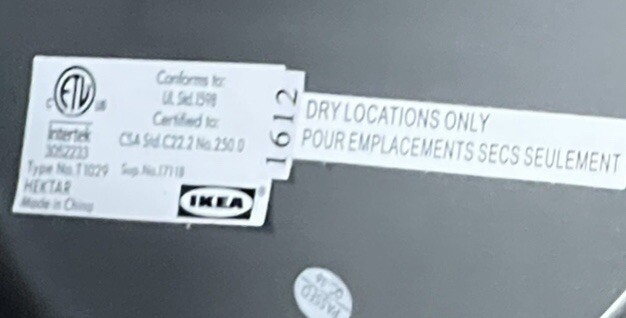 ETL
C US
Intertek
3052233
Conforms to:
UL Std.1598
Certified to:
CSA Std.C22.2 No.250.0
Type No.T1029 Sup.No.17118
HEKTAR
Made in China
IKEA
®
1612
DRY LOCATIONS ONLY
POUR EMPLACEMENTS SECS SEULEMENT
PASSED